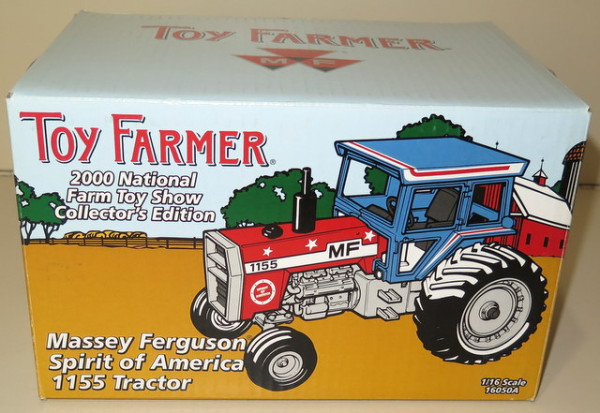 TOY FARMER
MF
TOY FARMER®
2000 National
Farm Toy Show
Collector's Edition
1155
MF
Massey Ferguson
Spirit of America
1155 Tractor
1/16 Scale
16050A